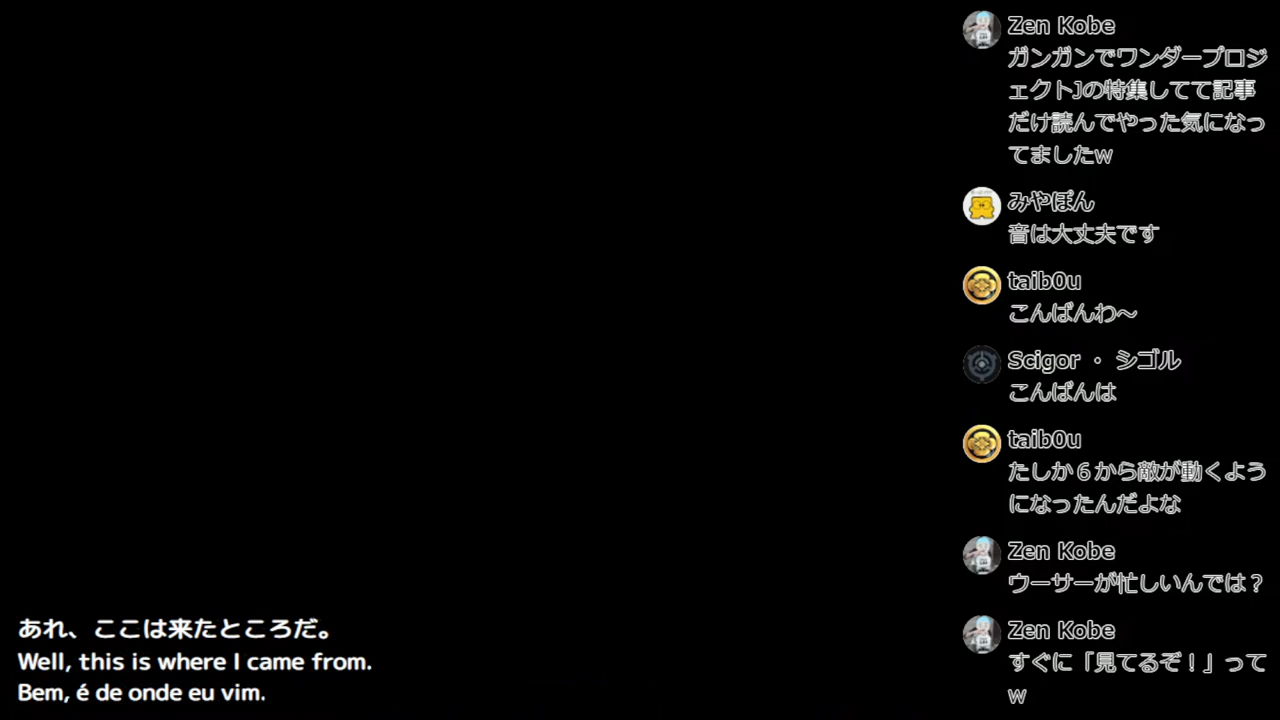 Zen Kobe
ガンガンでワンダープロジ
ェクトJの特集してて記事
だけ読んでやった気になっ
てましたw
みやぽん
音は大丈夫です
taib0u
こんばんわ～
Scigor ・ シゴル
こんばんは
taib0u
たしか６から敵が動くよう
になったんだよな
Zen Kobe
ウーサーが忙しいんでは？
Zen Kobe
すぐに「見てるぞ！」って
w
あれ、ここは来たところだ。
Well, this is where I came from.
Bem, é de onde eu vim.